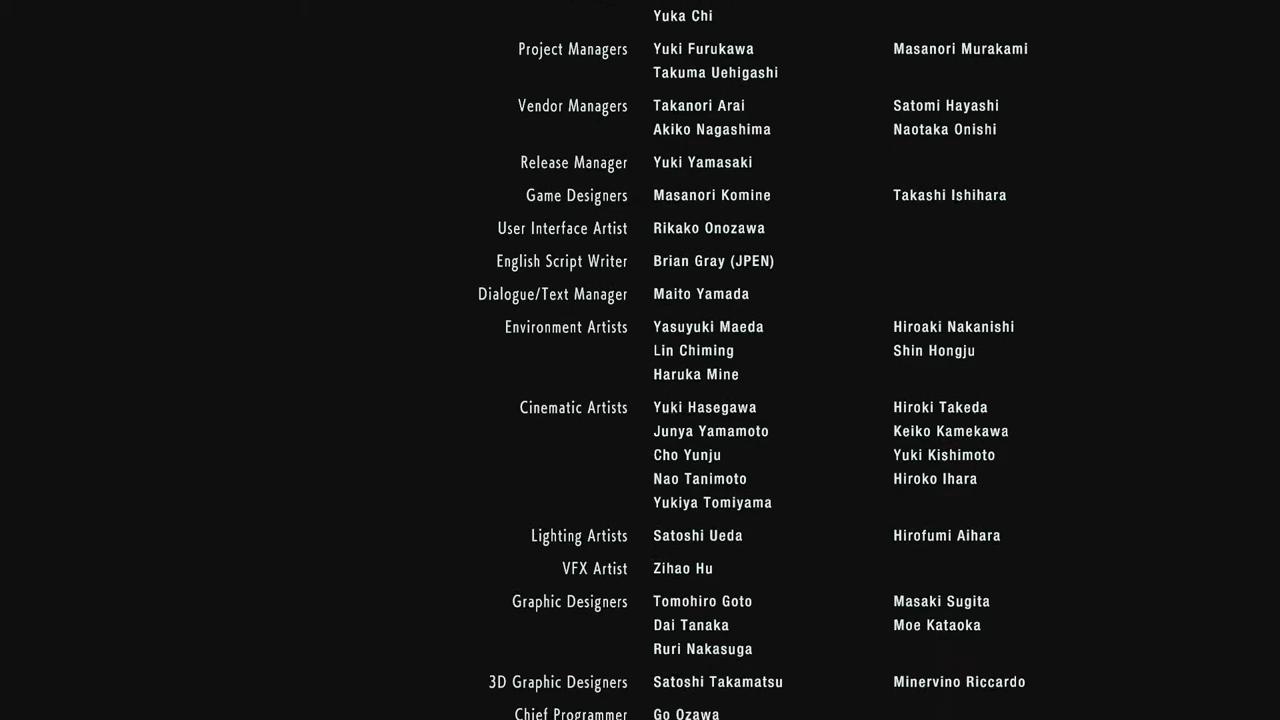 Yuka Chi
Project Managers Yuki Furukawa Masanori Murakami
Takuma Uehigashi
Vendor Managers Takanori Arai Satomi Hayashi
Akiko Nagashima Naotaka Onishi
Release Manager Yuki Yamasaki
Game Designers Masanori Komine Takashi Ishihara
User Interface Artist Rikako Onozawa
English Script Writer Brian Gray (JPEN)
Dialogue/Text Manager Maito Yamada
Environment Artists Yasuyuki Maeda Hiroaki Nakanishi
Lin Chiming Shin Hongju
Haruka Mine
Cinematic Artists Yuki Hasegawa Hiroki Takeda
Junya Yamamoto Keiko Kamekawa
Cho Yunju Yuki Kishimoto
Nao Tanimoto Hiroko Ihara
Yukiya Tomiyama
Lighting Artists Satoshi Ueda Hirofumi Aihara
VFX Artist Zihao Hu
Graphic Designers Tomohiro Goto Masaki Sugita
Dai Tanaka Moe Kataoka
Ruri Nakasuga
3D Graphic Designers Satoshi Takamatsu Minervino Riccardo
Chief Programmer Go Ozawa